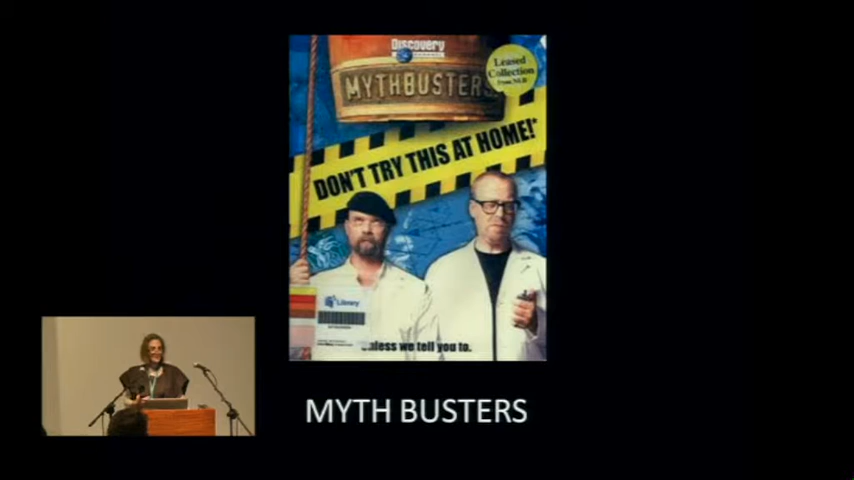 Discovery
CHANNEL
MYTHBUSTERS
Leased
Collection
From NLB
DON'T TRY THIS AT HOME!*
Library
unless we tell you to.
MYTH BUSTERS